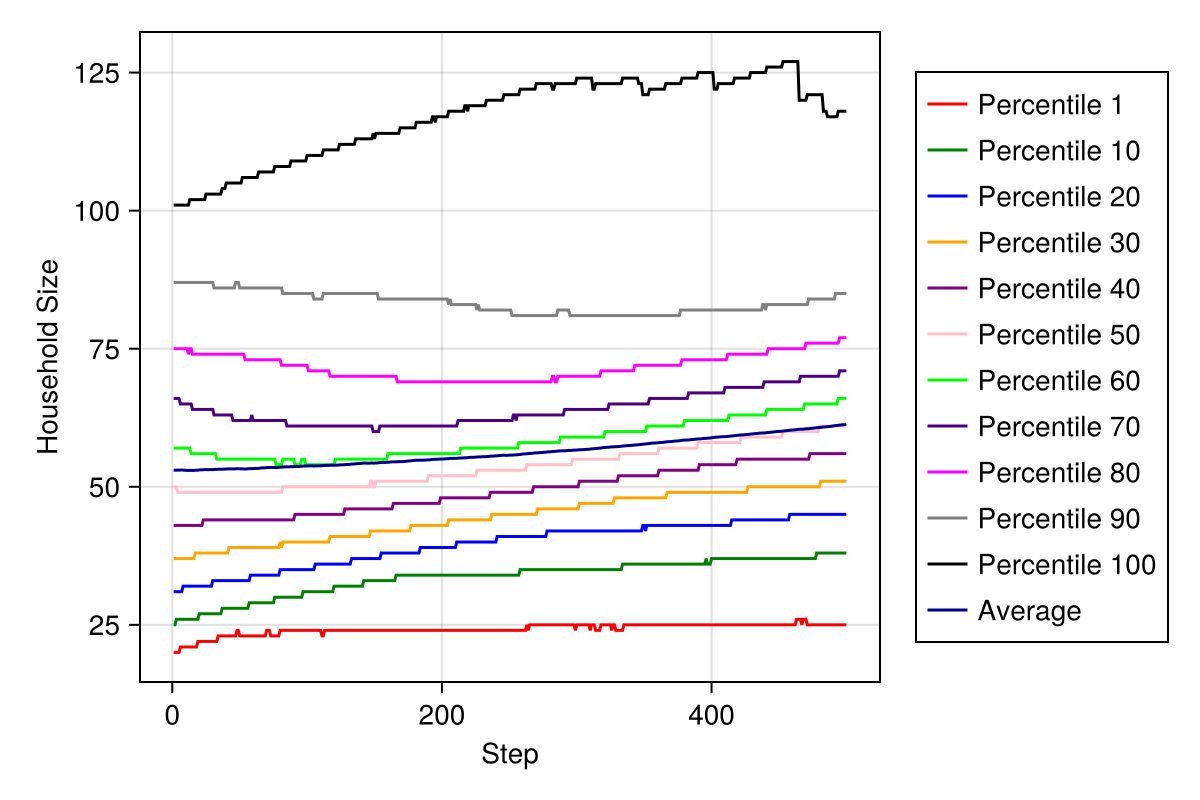 125
100
75
50
25
Household Size
0
200
400
Step
Percentile 1
Percentile 10
Percentile 20
Percentile 30
Percentile 40
Percentile 50
Percentile 60
Percentile 70
Percentile 80
Percentile 90
Percentile 100
Average